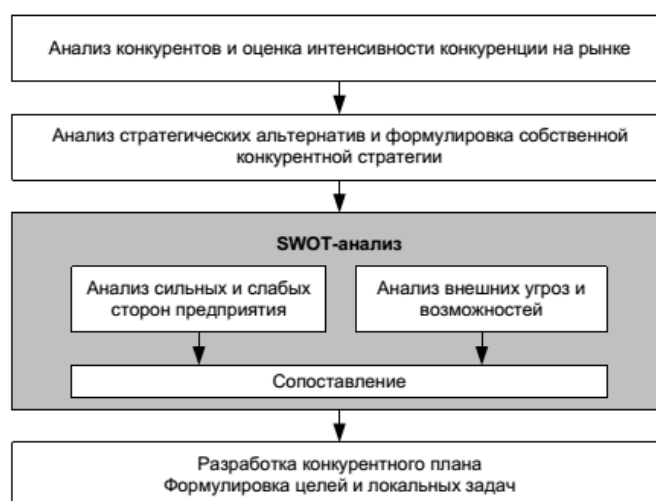 Анализ конкурентов и оценка интенсивности конкуренции на рынке
Анализ стратегических альтернатив и формулировка собственной
конкурентной стратегии
SWOT-анализ
Анализ сильных и слабых
сторон предприятия
Анализ внешних угроз и
возможностей
Сопоставление
Разработка конкурентного плана
Формулировка целей и локальных задач